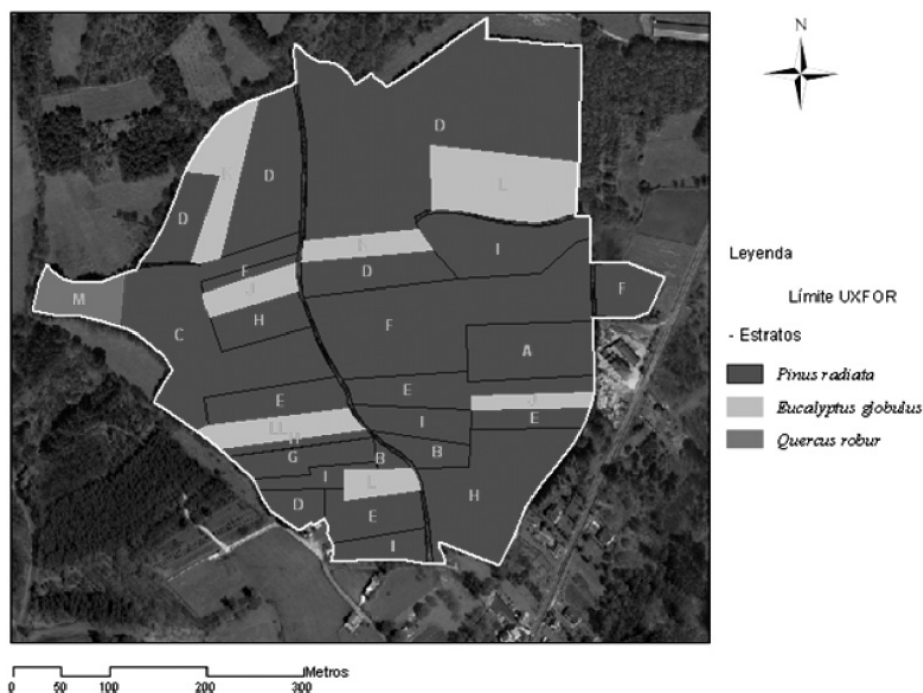 N
D
K
D
L
D
K
I
F
D
J
F
M
H
F
C
A
E
E
J
I
E
LL
H
B
G
B
I
L
H
D
E
I
Leyenda
Límite UXFOR
- Estratos
Pinus radiata
Eucalyptus globulus
Quercus robur
0 50 100 200 300 Metros